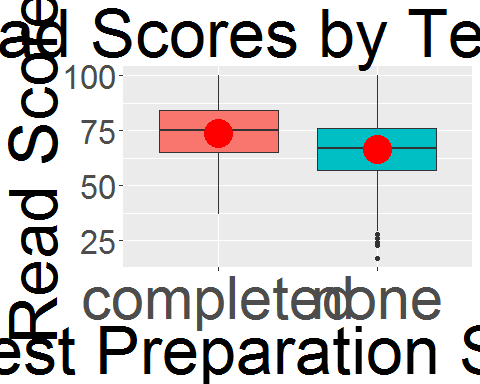 ad Scores by Te
Read Score
100
75
50
25
completed
none
est Preparation S